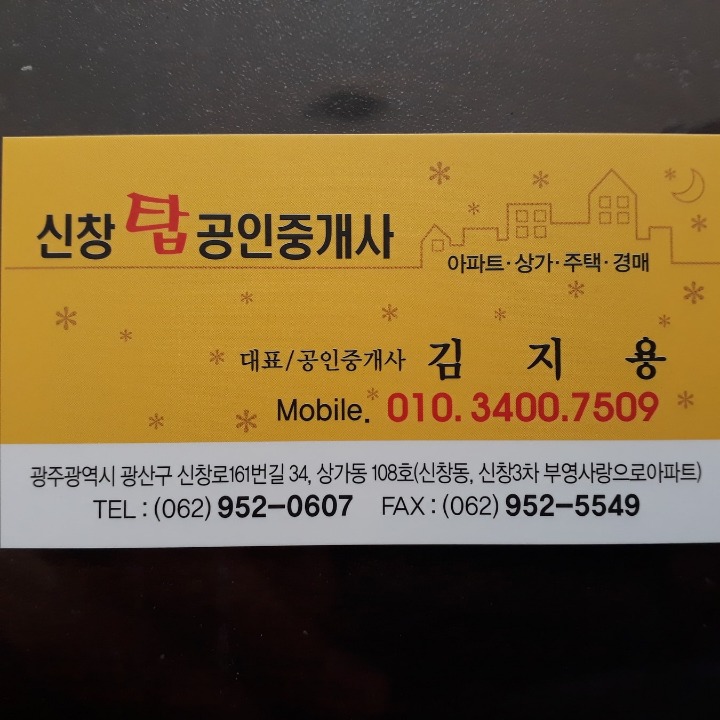 신창 탑 공인중개사
아파트·상가·주택·경매
대표/공인중개사 김 지 용
Mobile. 010. 3400. 7509
광주광역시 광산구 신창로161번길 34, 상가동 108호(신창동, 신창3차 부영사랑으로아파트)
TEL : (062) 952-0607 FAX : (062) 952-5549